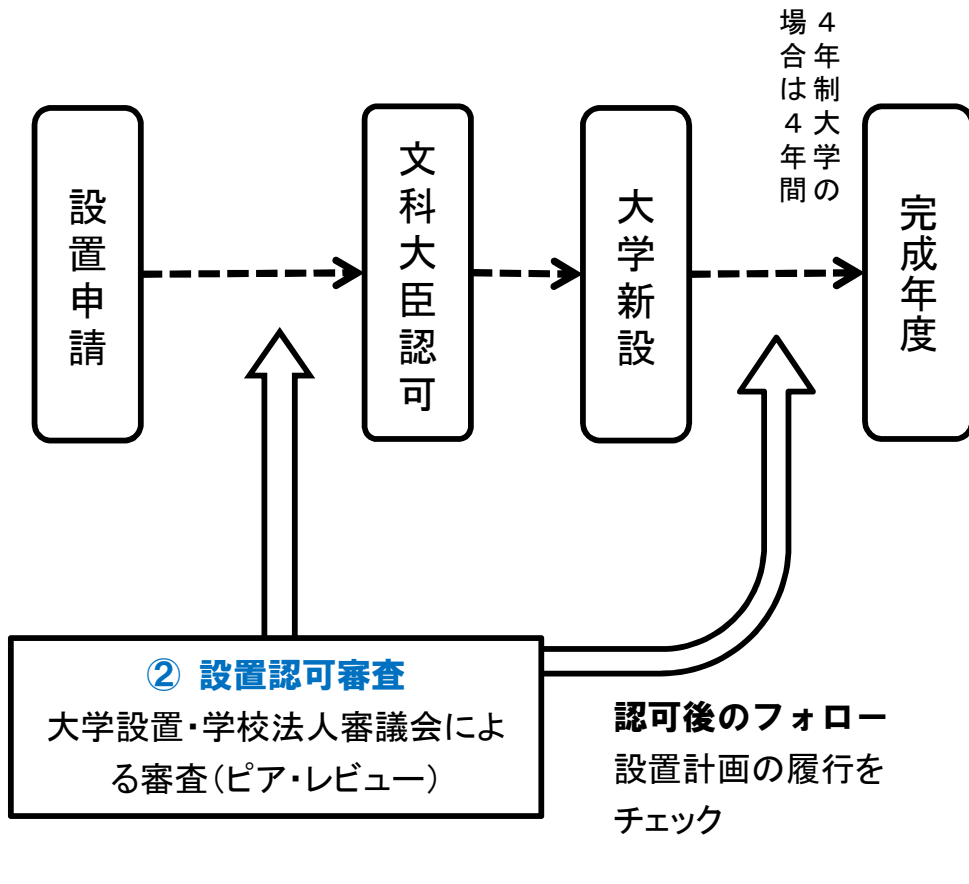 設置申請
文科大臣認可
大学新設
４年制大学の
場合は４年間
完成年度
② 設置認可審査
大学設置・学校法人審議会によ
る審査（ピア・レビュー）
認可後のフォロー
設置計画の履行を
チェック